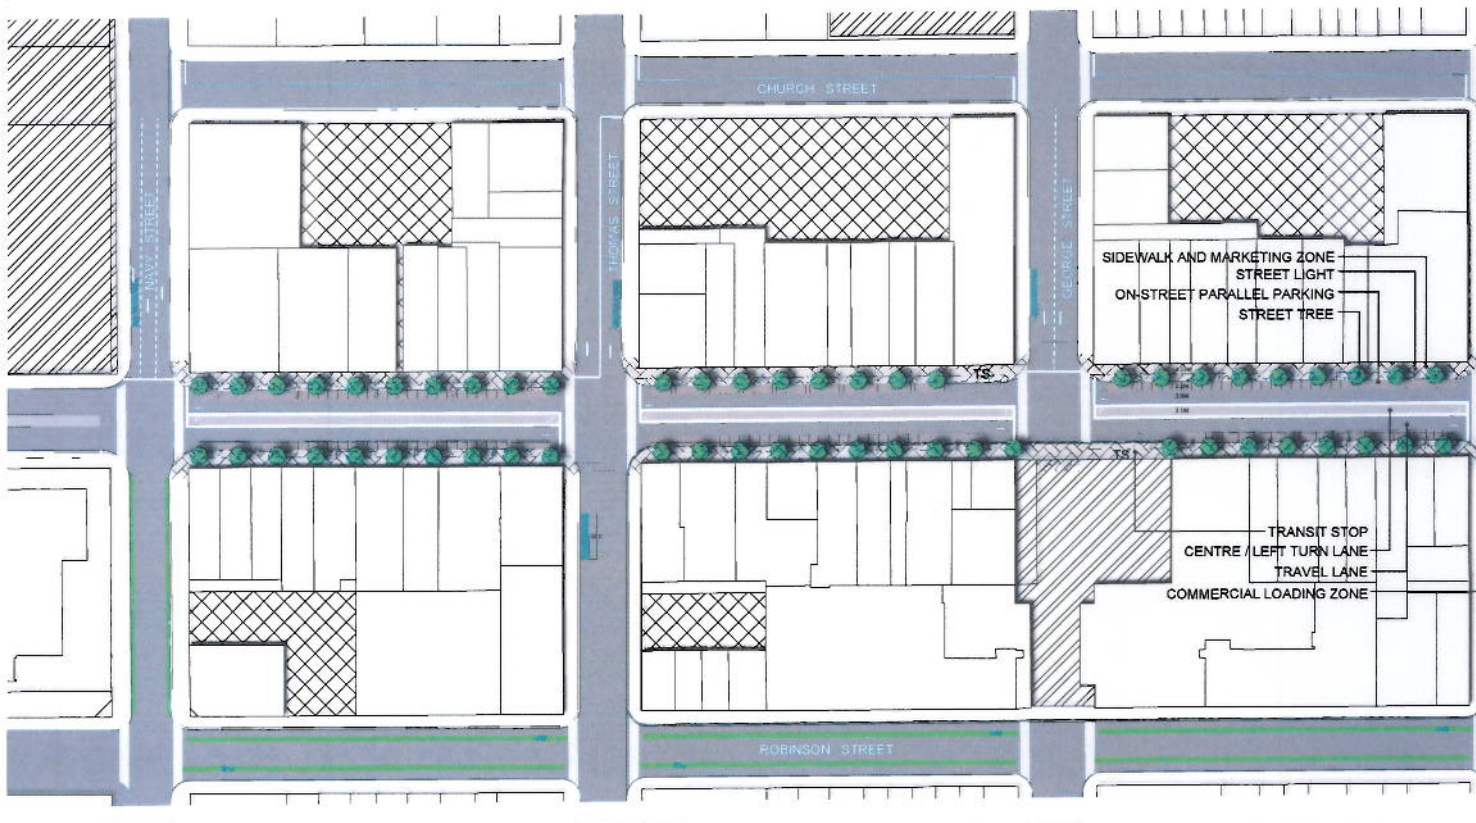 CHURCH STREET
NAVY STREET
THOMAS STREET
GEORGE STREET
SIDEWALK AND MARKETING ZONE
STREET LIGHT
ON-STREET PARALLEL PARKING
STREET TREE
TS
TS
TRANSIT STOP
CENTRE / LEFT TURN LANE
TRAVEL LANE
COMMERCIAL LOADING ZONE
ROBINSON STREET